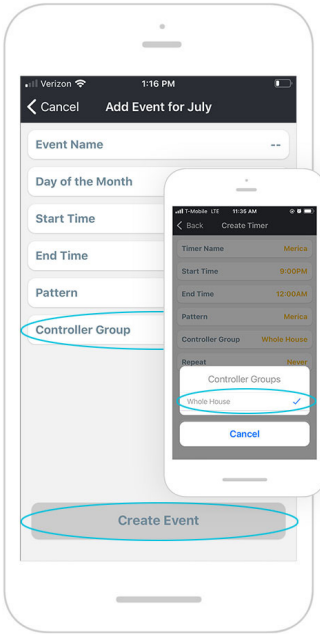 Verizon 1:16 PM
Cancel Add Event for July
Event Name --
Day of the Month
Start Time
End Time
Pattern
Controller Group
Create Event
T-Mobile LTE 11:35 AM
Back Create Timer
Timer Name Merica
Start Time 9:00PM
End Time 12:00AM
Pattern Merica
Controller Group Whole House
Repeat Never
Controller Groups
Whole House
Cancel